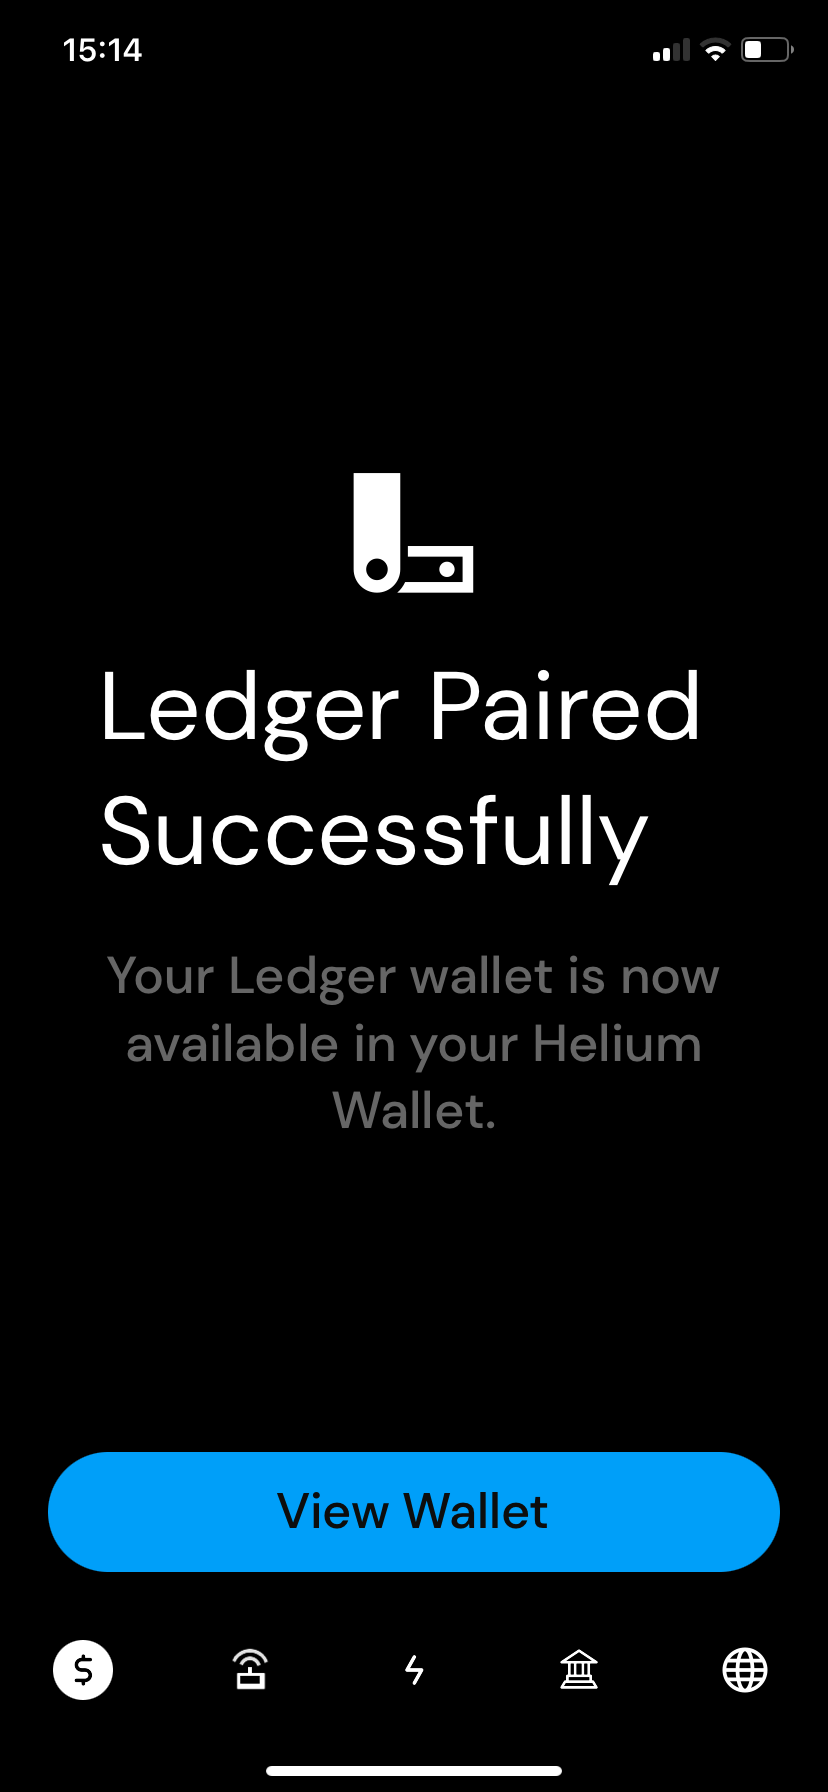 15:14
Ledger Paired
Successfully
Your Ledger wallet is now
available in your Helium
Wallet.
View Wallet